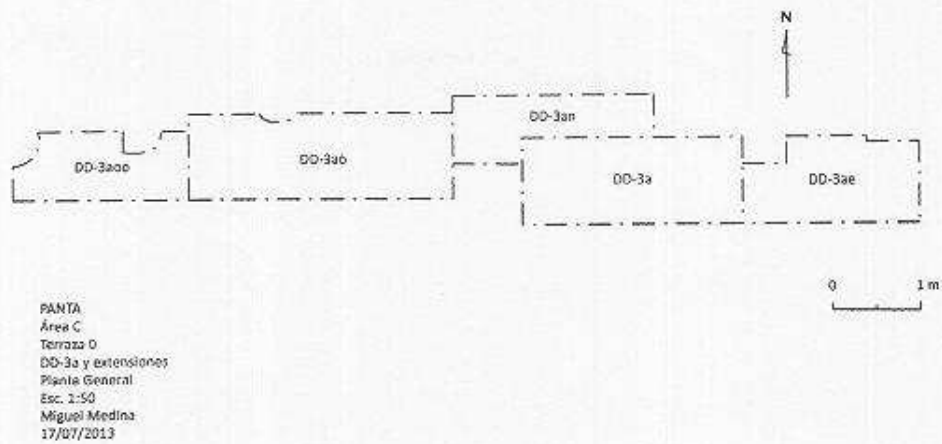 N
DD-3an
DD-3aoo
DD-3ao
DD-3a
DD-3ae
0 1 m
PANTA
Área C
Terraza 0
DD-3a y extensiones
Planta General
Esc. 1:50
Miguel Medina
17/07/2013